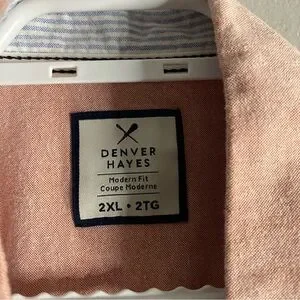 DENVER
HAYES
Modern Fit
Coupe Moderne
2XL • 2TG